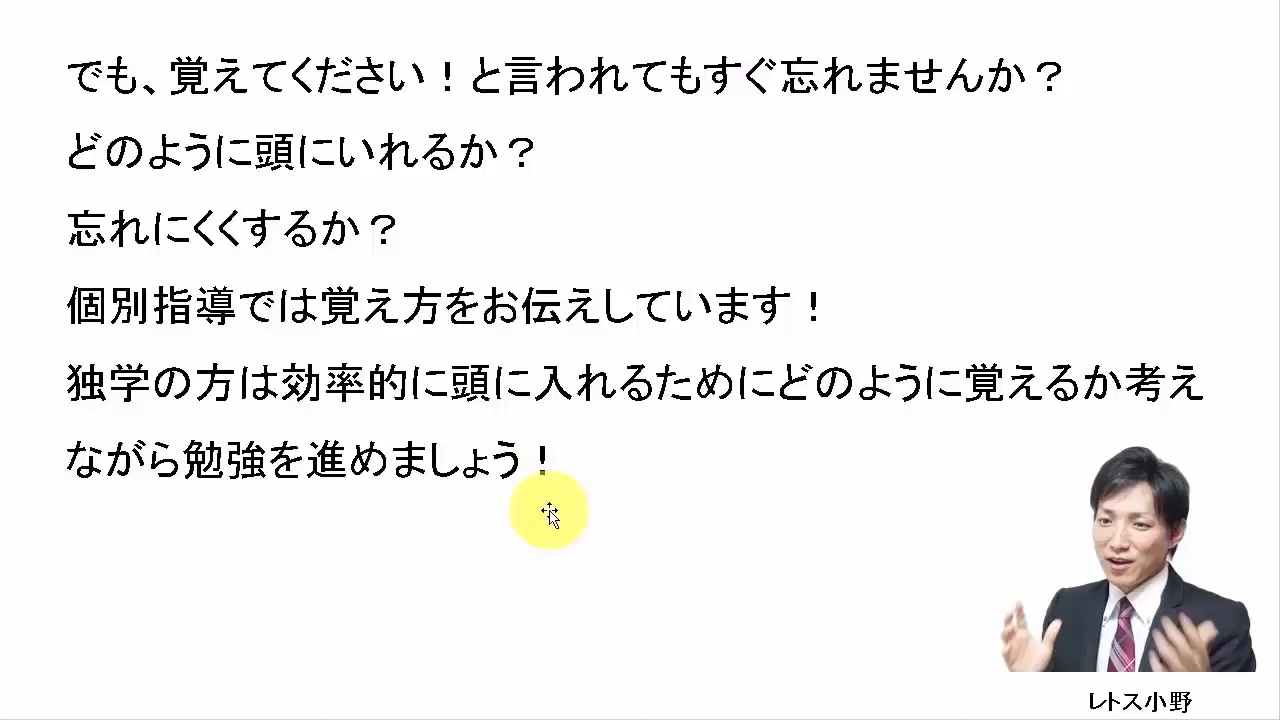 でも、覚えてください！と言われてもすぐ忘れませんか？
どのように頭にいれるか？
忘れにくくするか？
個別指導では覚え方をお伝えしています！
独学の方は効率的に頭に入れるためにどのように覚えるか考え
ながら勉強を進めましょう！
レトス小野